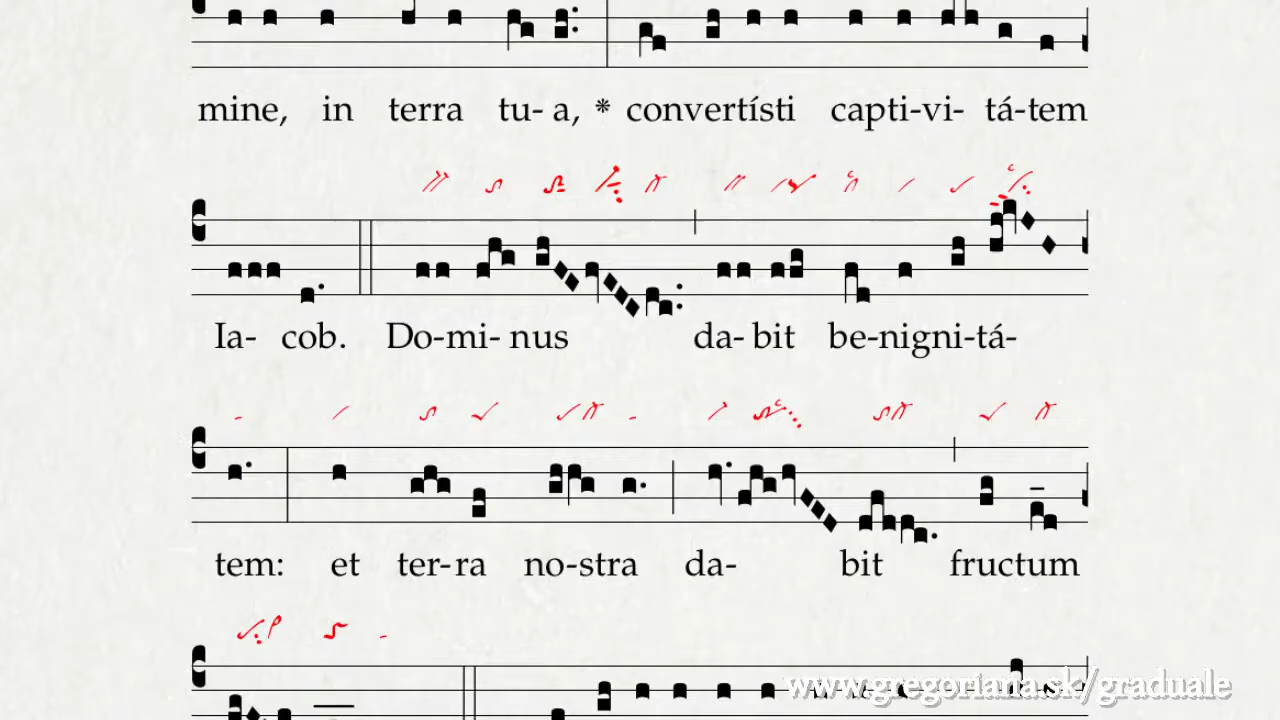 mine, in terra tu- a, * convertísti capti-vi- tá-tem
Ia- cob. Do-mi- nus da- bit be-nigni-tá-
tem: et ter-ra no-stra da- bit fructum
www.gregoriana.sk/graduale